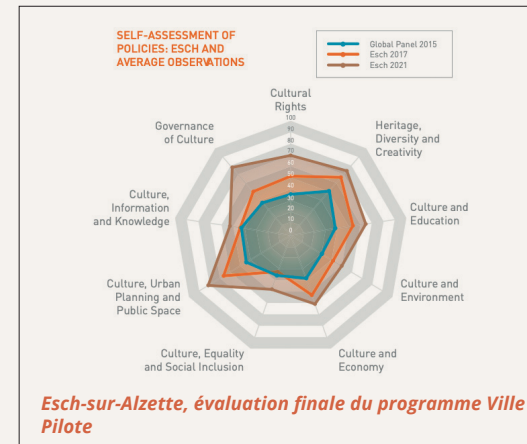 SELF-ASSESSMENT OF
POLICIES: ESCH AND
AVERAGE OBSERVATIONS
Global Panel 2015
Esch 2017
Esch 2021
Cultural
Rights
100
90
80
70
60
50
40
30
20
10
0
Governance
of Culture
Heritage,
Diversity and
Creativity
Culture,
Information
and Knowledge
Culture and
Education
Culture, Urban
Planning and
Public Space
Culture and
Environment
Culture, Equality
and Social Inclusion
Culture and
Economy
Esch-sur-Alzette, évaluation finale du programme Ville
Pilote